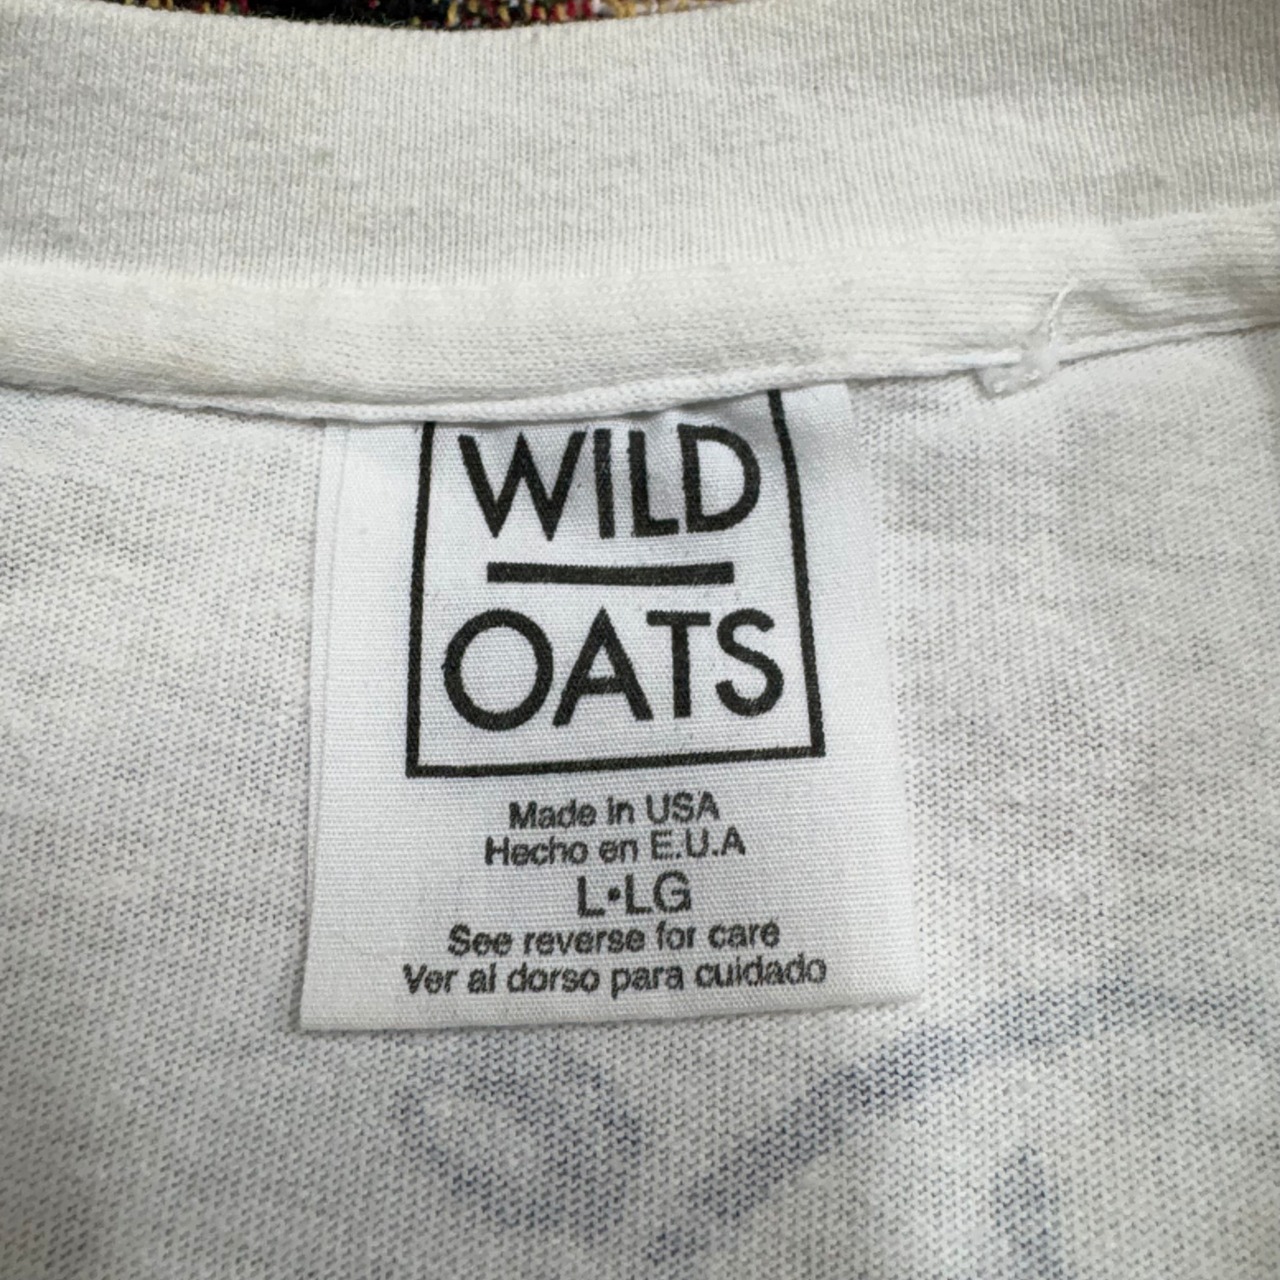 WILD
OATS
Made in USA
Hecho en E.U.A
L•LG
See reverse for care
Ver al dorso para cuidado